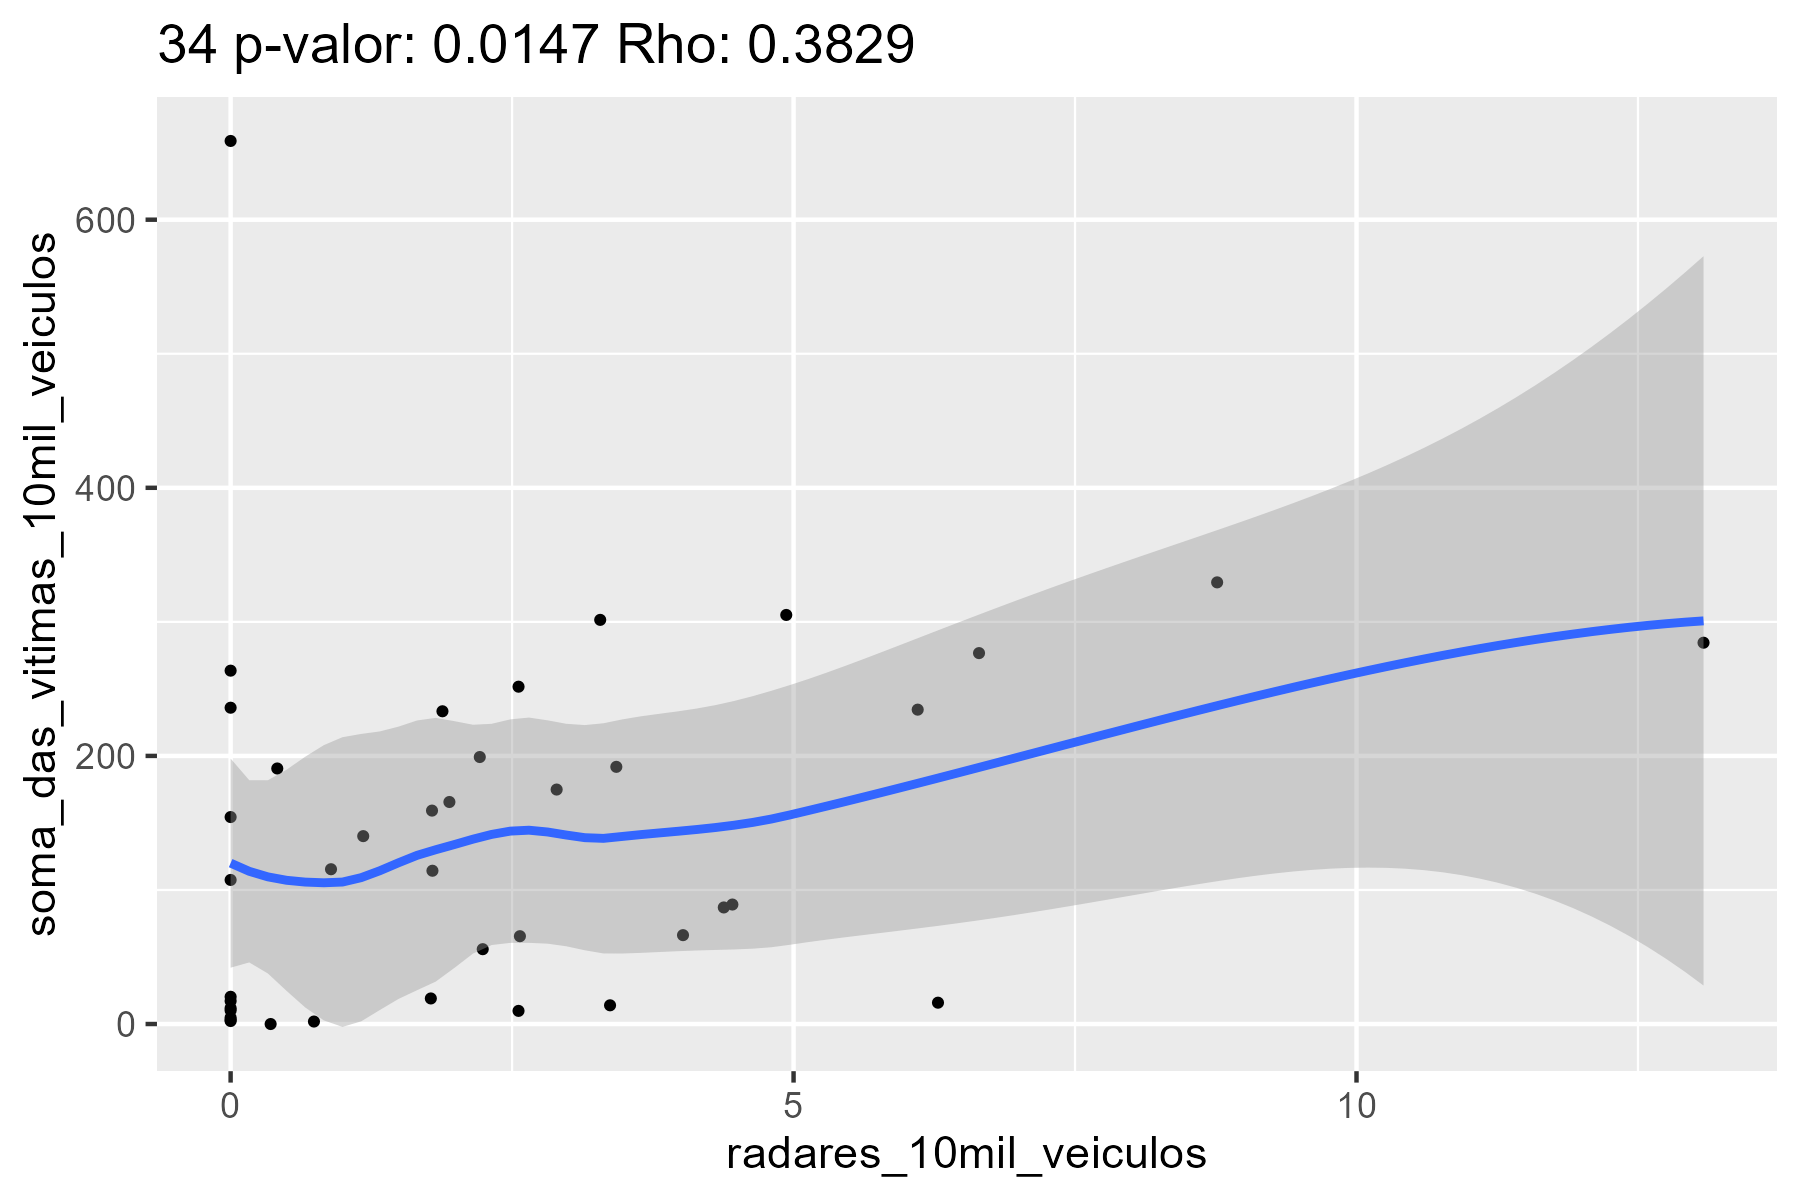 34 p-valor: 0.0147 Rho: 0.3829
soma_das_vitimas_10mil_veiculos
600
400
200
0
0 5 10
radares_10mil_veiculos